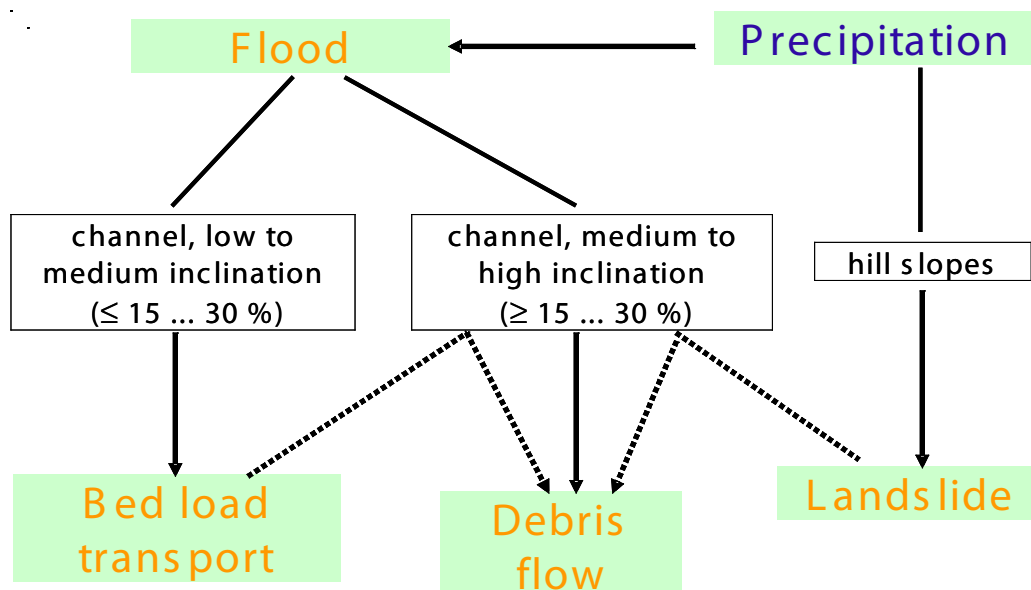 Flood
Precipitation
channel, low to
medium inclination
(≤ 15 ... 30 %)
channel, medium to
high inclination
(≥ 15 ... 30 %)
hill slopes
Bed load
transport
Debris
flow
Landslide